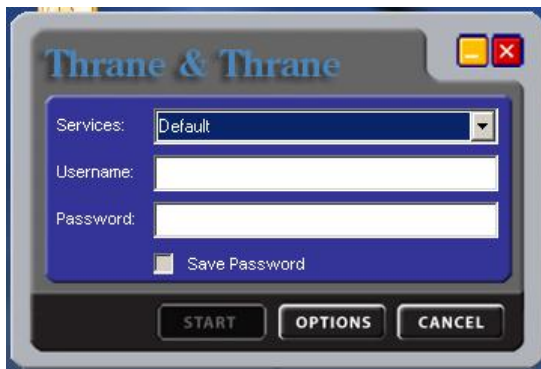 Thrane & Thrane
Services: Default
Username:
Password:
Save Password
START OPTIONS CANCEL